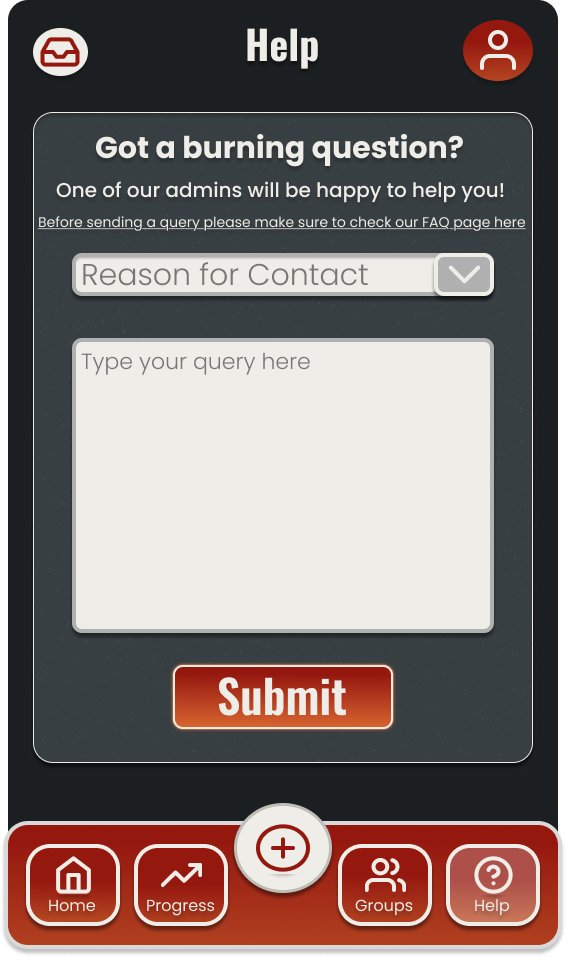 Help
Got a burning question?
One of our admins will be happy to help you!
Before sending a query please make sure to check our FAQ page here
Reason for Contact
Type your query here
Submit
Home
Progress
Groups
Help